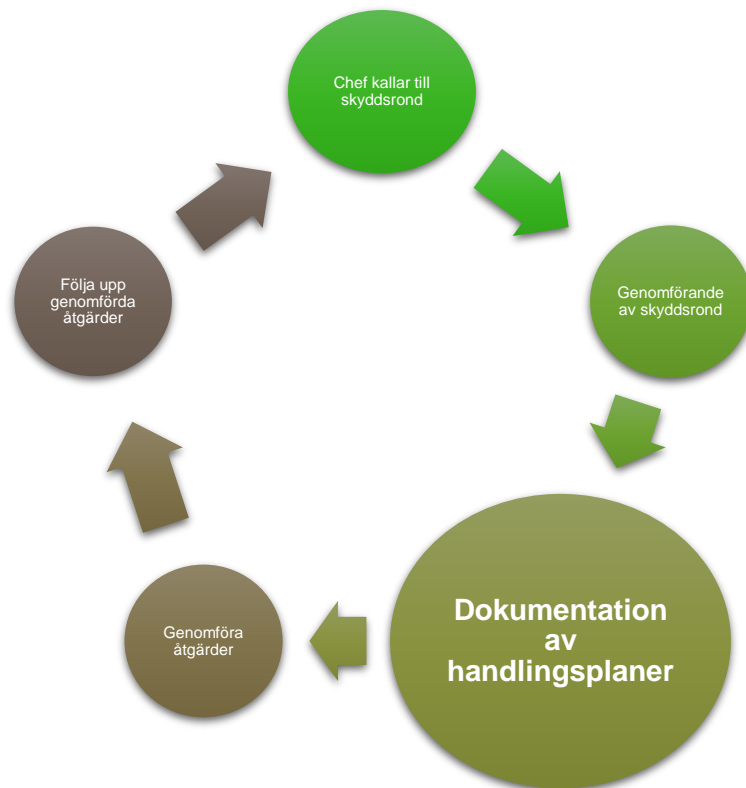 Chef kallar till
skyddsrond
Genomförande
av skyddsrond
Dokumentation
av
handlingsplaner
Genomföra
åtgärder
Följa upp
genomförda
åtgärder